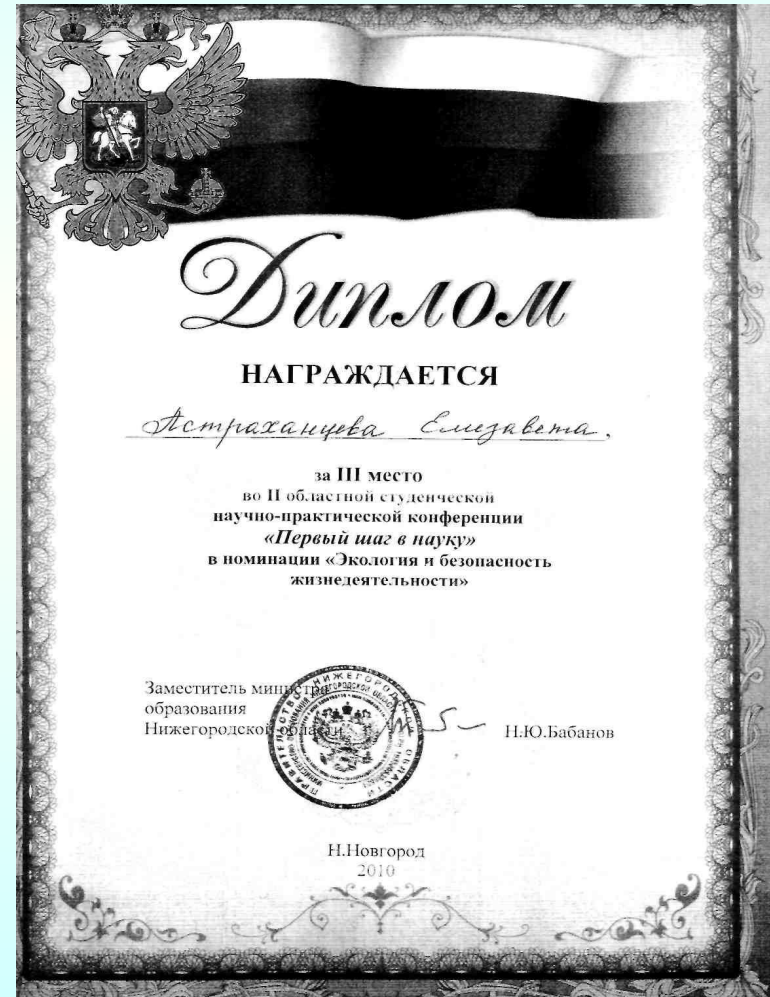 Диплом
НАГРАЖДАЕТСЯ
Астраханцева Елизавета.
за III место
во II областной студенческой
научно-практической конференции
«Первый шаг в науку»
в номинации «Экология и безопасность
жизнедеятельности»
Заместитель министра
образования
Нижегородской области
Н.Ю.Бабанов
Н.Новгород
2010